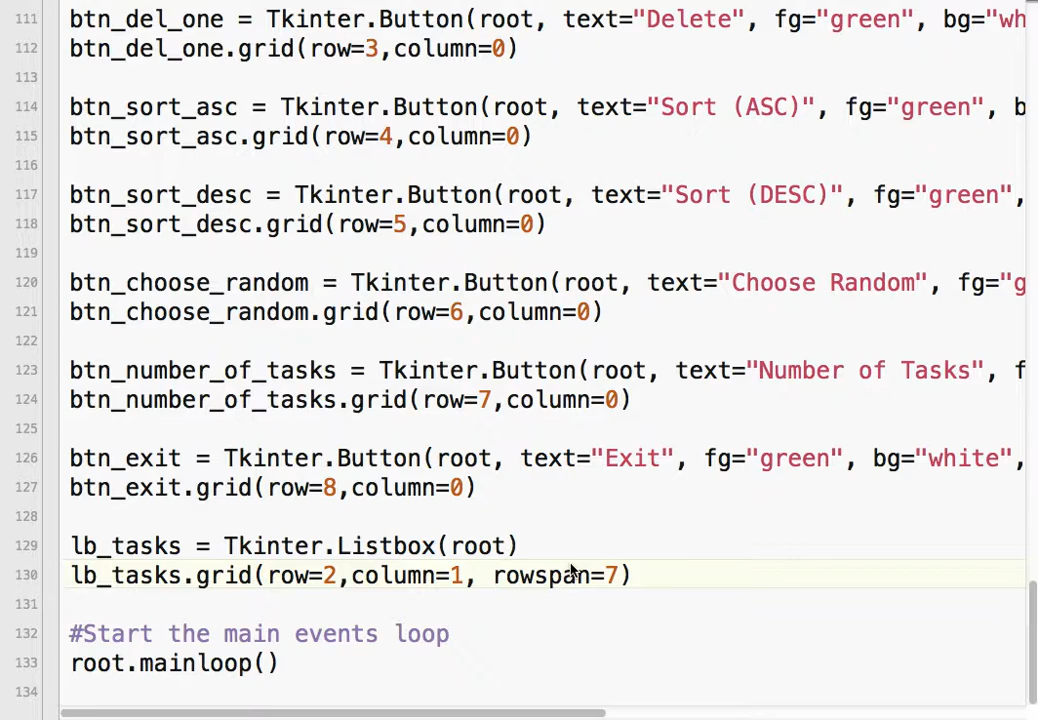 111 btn_del_one = Tkinter.Button(root, text="Delete", fg="green", bg="wh
112 btn_del_one.grid(row=3,column=0)
113
114 btn_sort_asc = Tkinter.Button(root, text="Sort (ASC)", fg="green", b
115 btn_sort_asc.grid(row=4,column=0)
116
117 btn_sort_desc = Tkinter.Button(root, text="Sort (DESC)", fg="green",
118 btn_sort_desc.grid(row=5,column=0)
119
120 btn_choose_random = Tkinter.Button(root, text="Choose Random", fg="g
121 btn_choose_random.grid(row=6,column=0)
122
123 btn_number_of_tasks = Tkinter.Button(root, text="Number of Tasks", f
124 btn_number_of_tasks.grid(row=7,column=0)
125
126 btn_exit = Tkinter.Button(root, text="Exit", fg="green", bg="white",
127 btn_exit.grid(row=8,column=0)
128
129 lb_tasks = Tkinter.Listbox(root)
130 lb_tasks.grid(row=2,column=1, rowspan=7)
131
132 #Start the main events loop
133 root.mainloop()
134